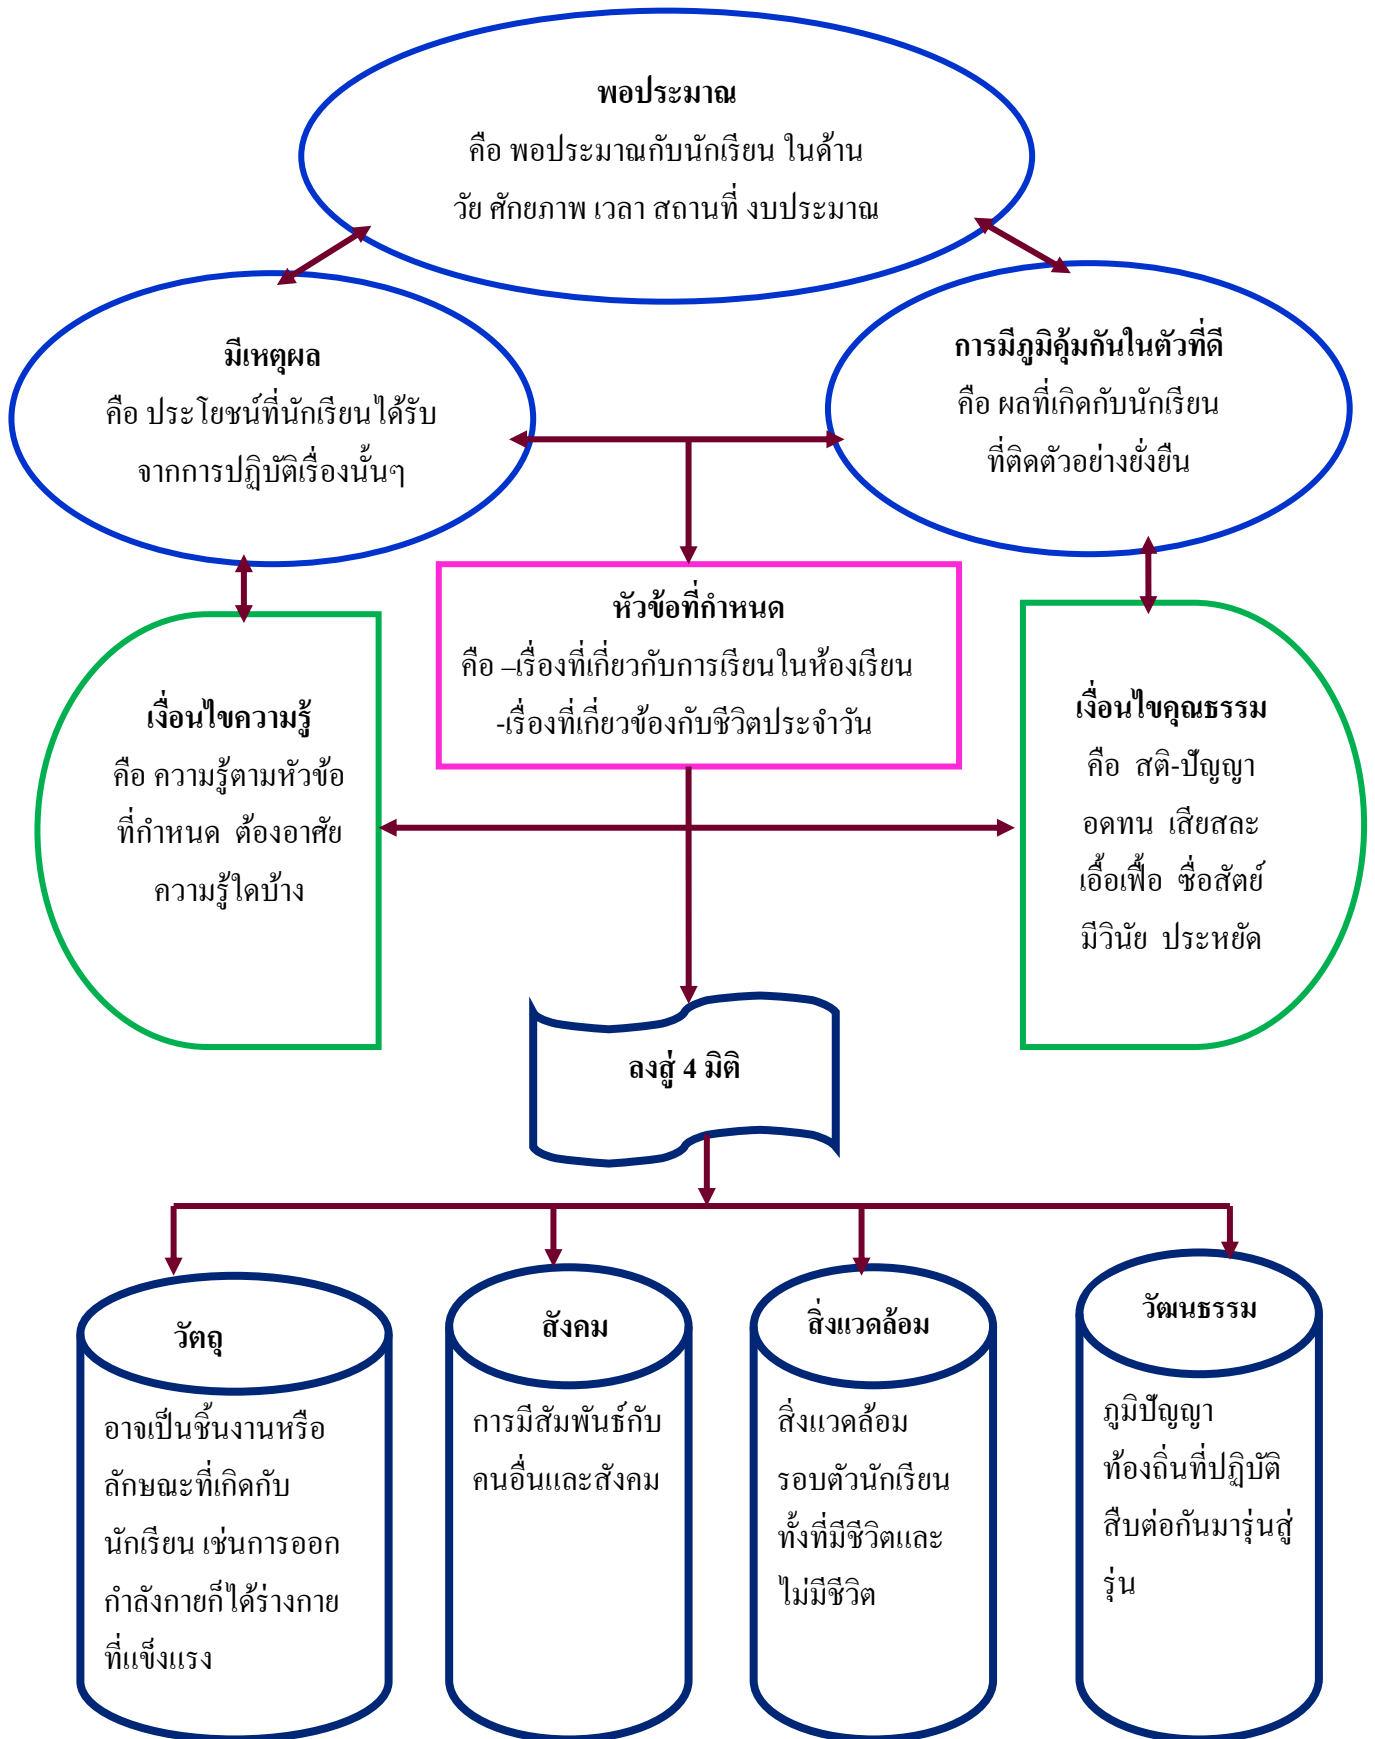 พอประมาณ
คือ พอประมาณกับนักเรียน ในด้าน
วัย ศักยภาพ เวลา สถานที่ งบประมาณ
มีเหตุผล
คือ ประโยชน์ที่นักเรียนได้รับ
จากการปฏิบัติเรื่องนั้นๆ
การมีภูมิคุ้มกันในตัวที่ดี
คือ ผลที่เกิดกับนักเรียน
ที่ติดตัวอย่างยั่งยืน
หัวข้อที่กำหนด
คือ –เรื่องที่เกี่ยวกับการเรียนในห้องเรียน
-เรื่องที่เกี่ยวข้องกับชีวิตประจำวัน
เงื่อนไขความรู้
คือ ความรู้ตามหัวข้อ
ที่กำหนด ต้องอาศัย
ความรู้ใดบ้าง
เงื่อนไขคุณธรรม
คือ สติ-ปัญญา
อดทน เสียสละ
เอื้อเฟื้อ ซื่อสัตย์
มีวินัย ประหยัด
ลงสู่ 4 มิติ
วัตถุ
อาจเป็นชิ้นงานหรือ
ลักษณะที่เกิดกับ
นักเรียน เช่นการออก
กำลังกายก็ได้ร่างกาย
ที่แข็งแรง
สังคม
การมีสัมพันธ์กับ
คนอื่นและสังคม
สิ่งแวดล้อม
สิ่งแวดล้อม
รอบตัวนักเรียน
ทั้งที่มีชีวิตและ
ไม่มีชีวิต
วัฒนธรรม
ภูมิปัญญา
ท้องถิ่นที่ปฏิบัติ
สืบต่อกันมารุ่นสู่
รุ่น